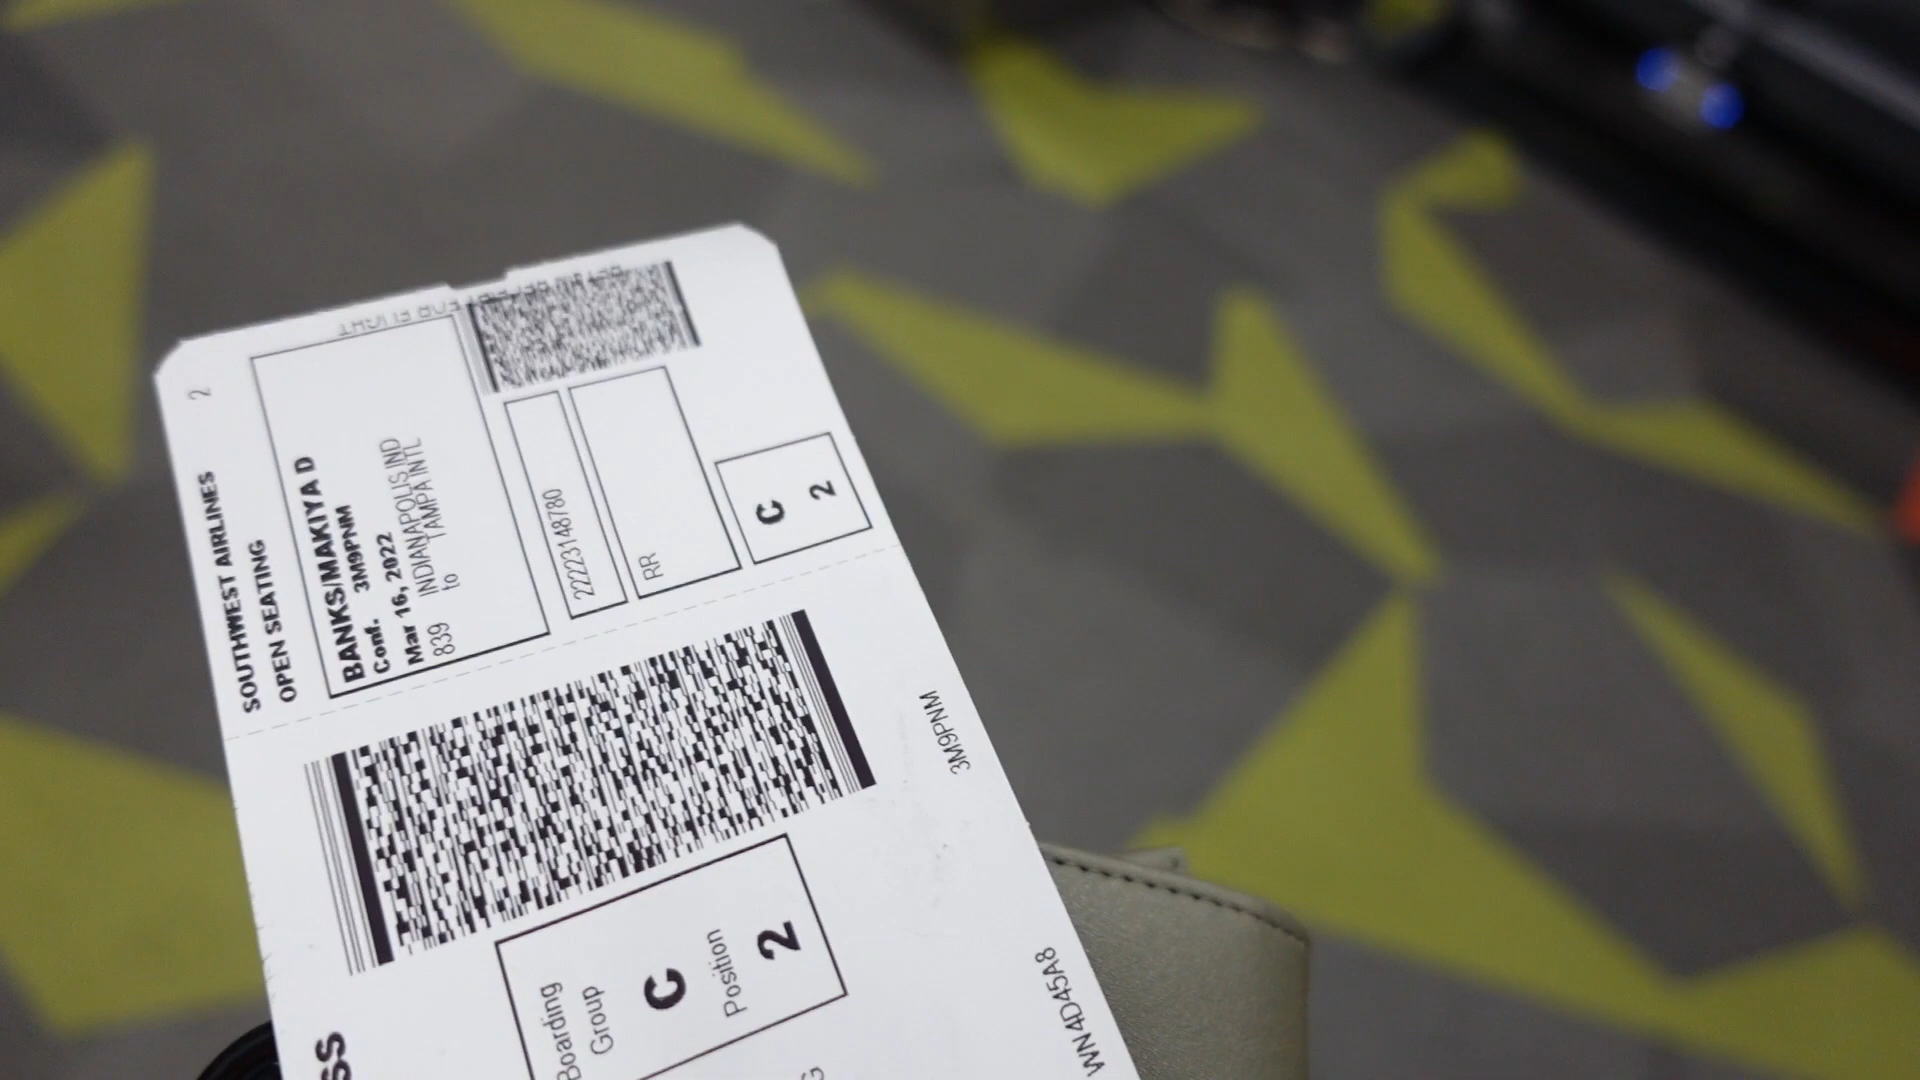 2
SOUTHWEST AIRLINES
OPEN SEATING
BANKS/MAKIYA D
Conf. 3M9PNM
Mar 16, 2022
839 INDIANAPOLIS IND
to TAMPA INTL
22223148780
RR
C
2
Boarding
Group
C
Position
2
3M9PNM
WN4D45A8